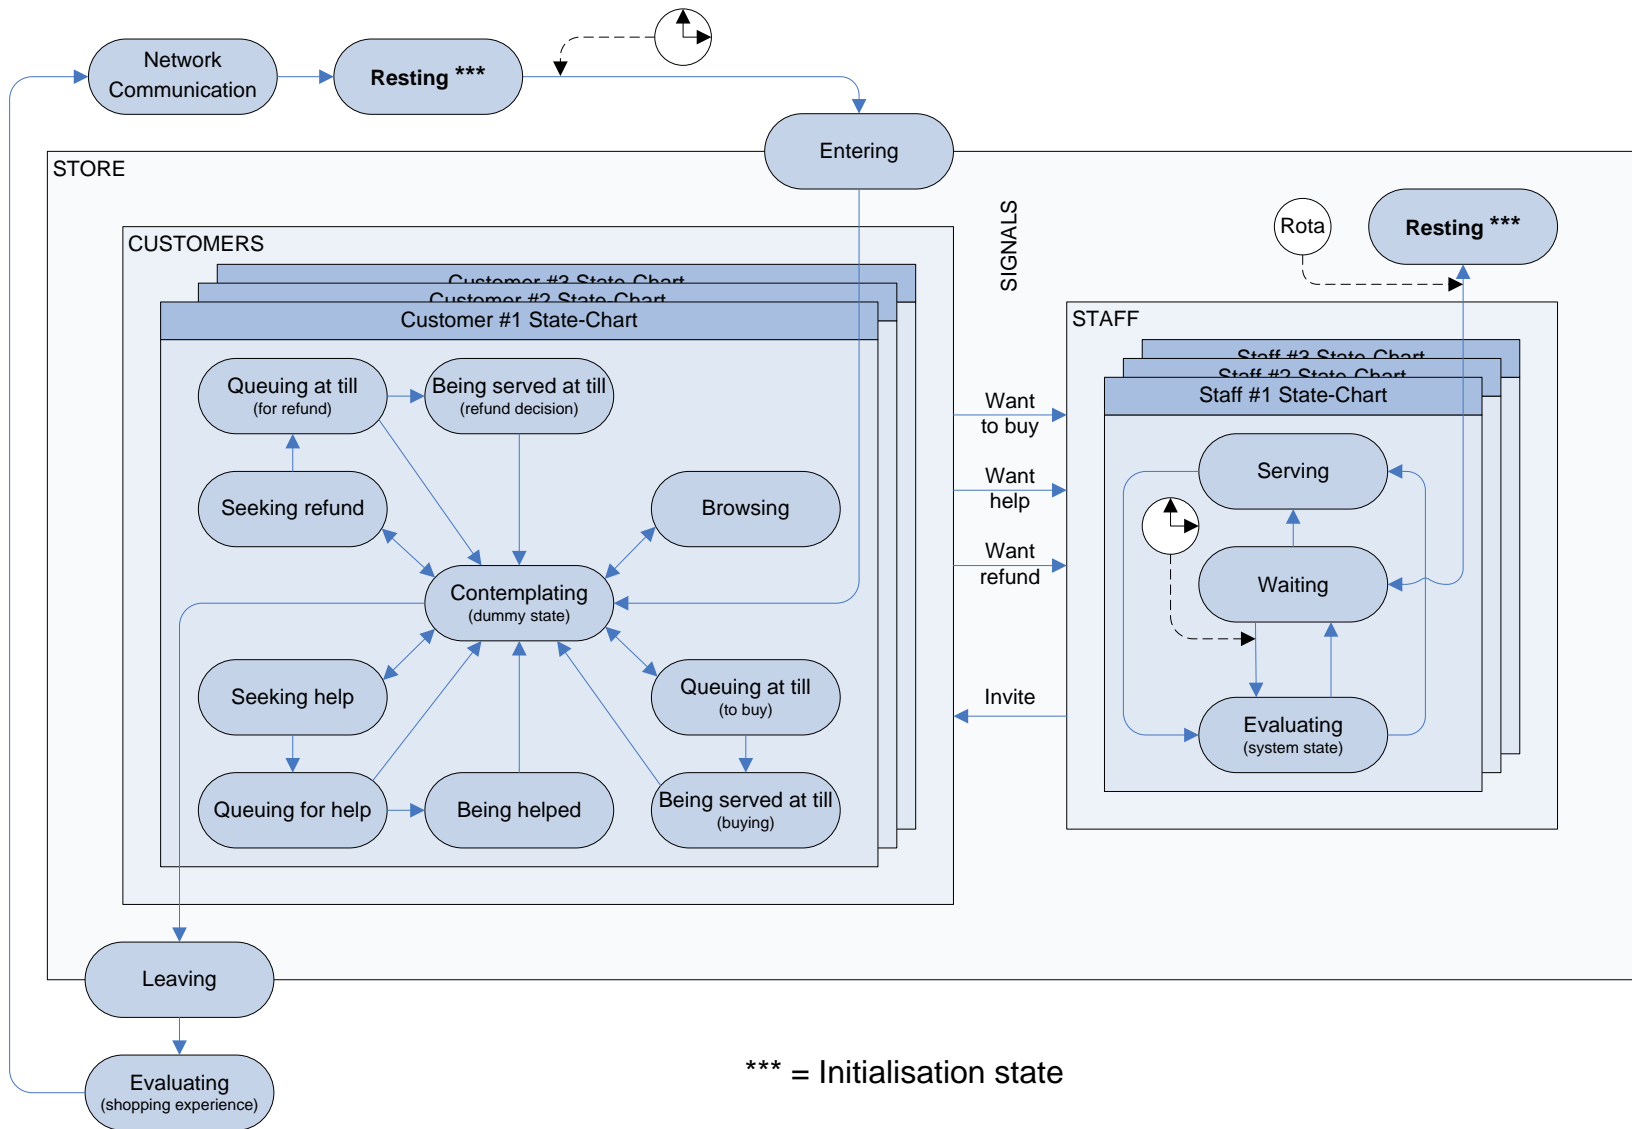 Network
Communication
Resting ***
Entering
STORE
CUSTOMERS
SIGNALS
Rota
Resting ***
Customer #3 State-Chart
Customer #2 State-Chart
Customer #1 State-Chart
STAFF
Staff #3 State-Chart
Staff #2 State-Chart
Staff #1 State-Chart
Queuing at till
(for refund)
Being served at till
(refund decision)
Seeking refund
Browsing
Contemplating
(dummy state)
Seeking help
Queuing at till
(to buy)
Queuing for help
Being helped
Being served at till
(buying)
Want
to buy
Want
help
Want
refund
Invite
Serving
Waiting
Evaluating
(system state)
Leaving
Evaluating
(shopping experience)
*** = Initialisation state